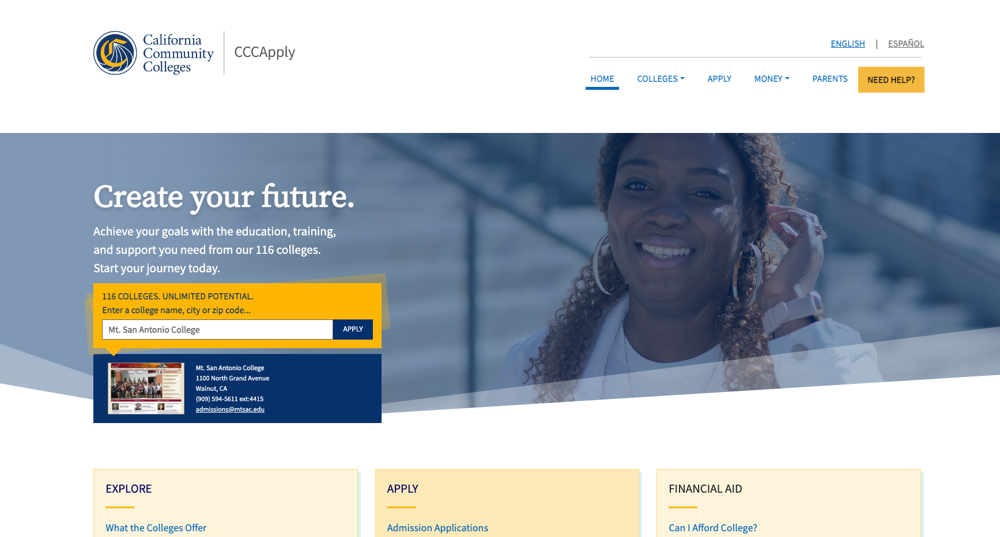 California
Community
Colleges
CCCApply
ENGLISH | ESPAÑOL
HOME COLLEGES APPLY MONEY PARENTS NEED HELP?
Create your future.
Achieve your goals with the education, training,
and support you need from our 116 colleges.
Start your journey today.
116 COLLEGES. UNLIMITED POTENTIAL.
Enter a college name, city or zip code...
Mt. San Antonio College APPLY
Mt. San Antonio College
1100 North Grand Avenue
Walnut, CA
(909) 594-5611 ext:4415
admissions@mtsac.edu
EXPLORE
What the Colleges Offer
APPLY
Admission Applications
FINANCIAL AID
Can I Afford College?